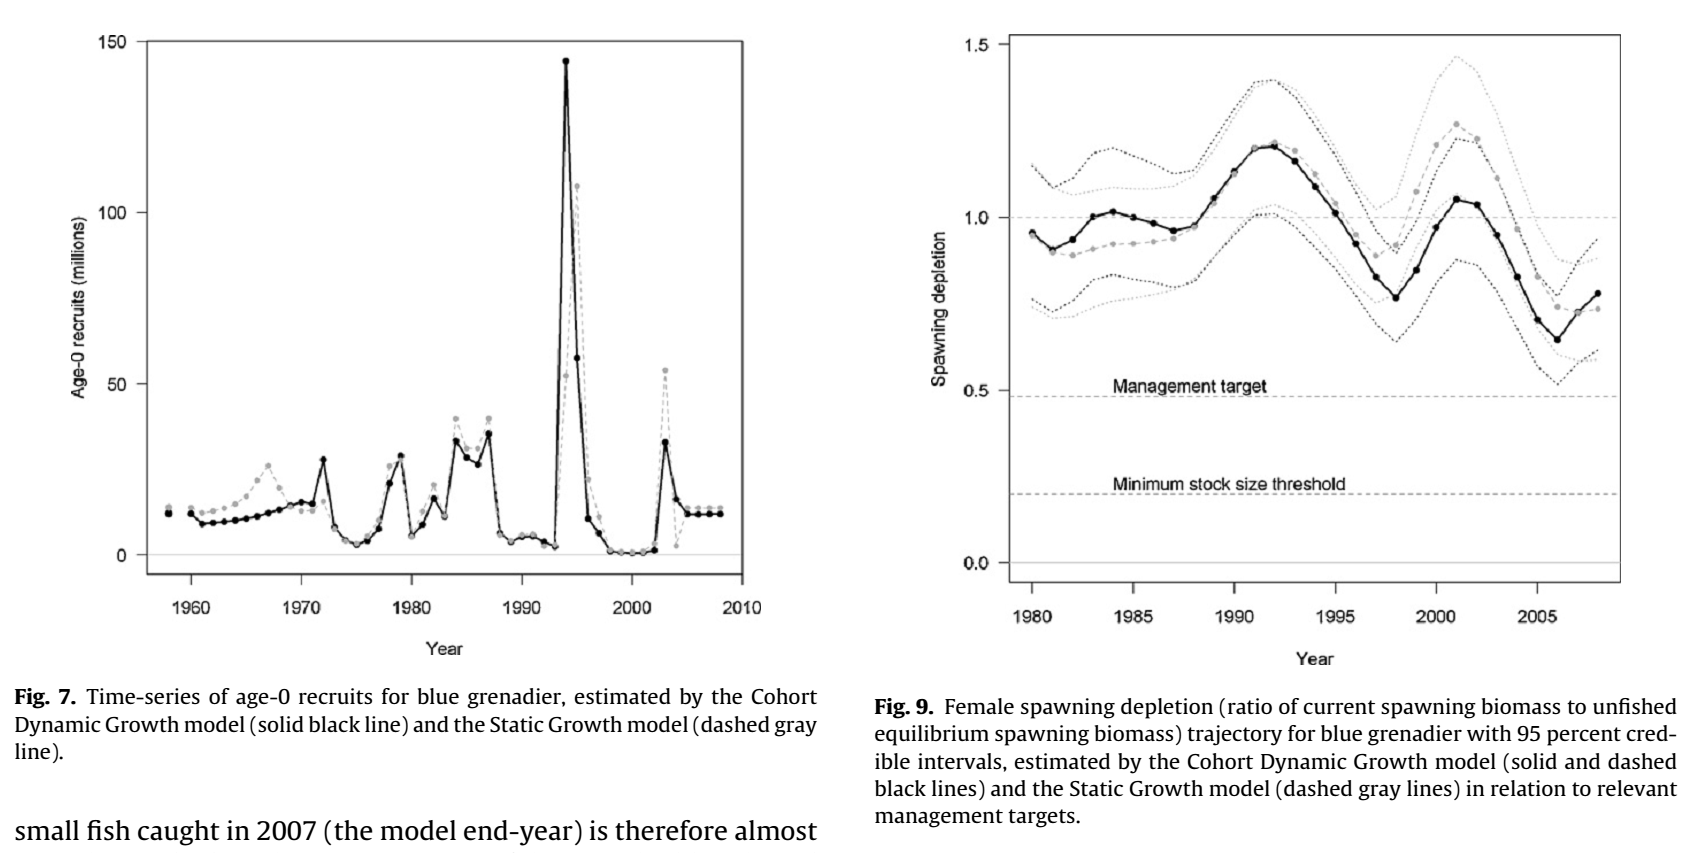 150
100
50
0
Age-0 recruits (millions)
1960 1970 1980 1990 2000 2010
Year
Fig. 7. Time-series of age-0 recruits for blue grenadier, estimated by the Cohort
Dynamic Growth model (solid black line) and the Static Growth model (dashed gray
line).
small fish caught in 2007 (the model end-year) is therefore almost
1.5
1.0
0.5
0.0
Spawning depletion
Management target
Minimum stock size threshold
1980 1985 1990 1995 2000 2005
Year
Fig. 9. Female spawning depletion (ratio of current spawning biomass to unfished
equilibrium spawning biomass) trajectory for blue grenadier with 95 percent cred-
ible intervals, estimated by the Cohort Dynamic Growth model (solid and dashed
black lines) and the Static Growth model (dashed gray lines) in relation to relevant
management targets.